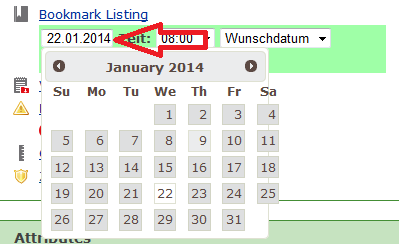 Bookmark Listing
22.01.2014 Zeit: 08:00 Wunschdatum
January 2014
Su Mo Tu We Th Fr Sa
1 2 3 4
5 6 7 8 9 10 11
12 13 14 15 16 17 18
19 20 21 22 23 24 25
26 27 28 29 30 31
Attributes